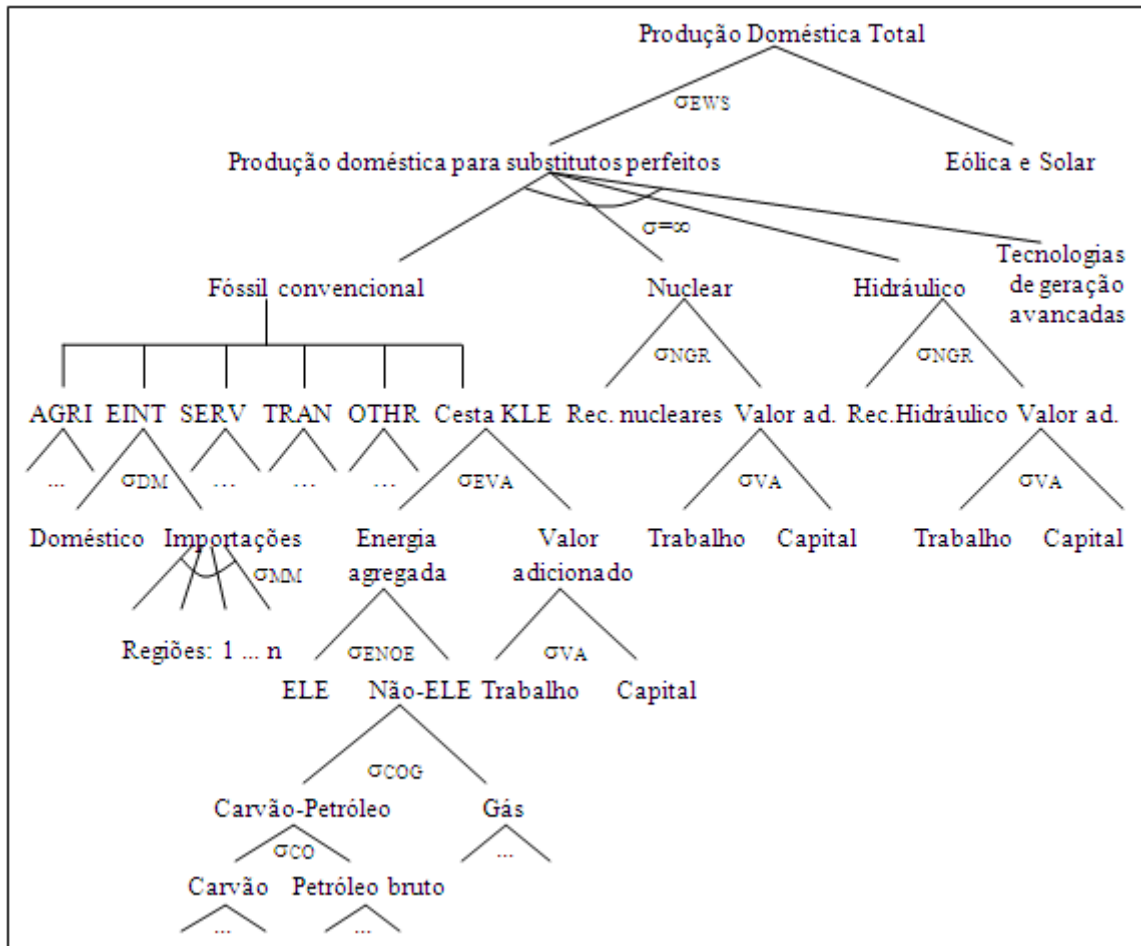 Produção Doméstica Total
σEWS
Produção doméstica para substitutos perfeitos Eólica e Solar
σ=∞
Fóssil convencional Nuclear Hidráulico Tecnologias
de geração
avancadas
σNGR σNGR
AGRI EINT SERV TRAN OTHR Cesta KLE Rec. nucleares Valor ad. Rec.Hidráulico Valor ad.
... σDM ... ... ... σEVA σVA σVA
Doméstico Importações Energia agregada Valor adicionado Trabalho Capital Trabalho Capital
σMM
Regiões: 1 ... n σENOE σVA
ELE Não-ELE Trabalho Capital
σCOG
Carvão-Petróleo Gás
σCO ...
Carvão Petróleo bruto
... ...